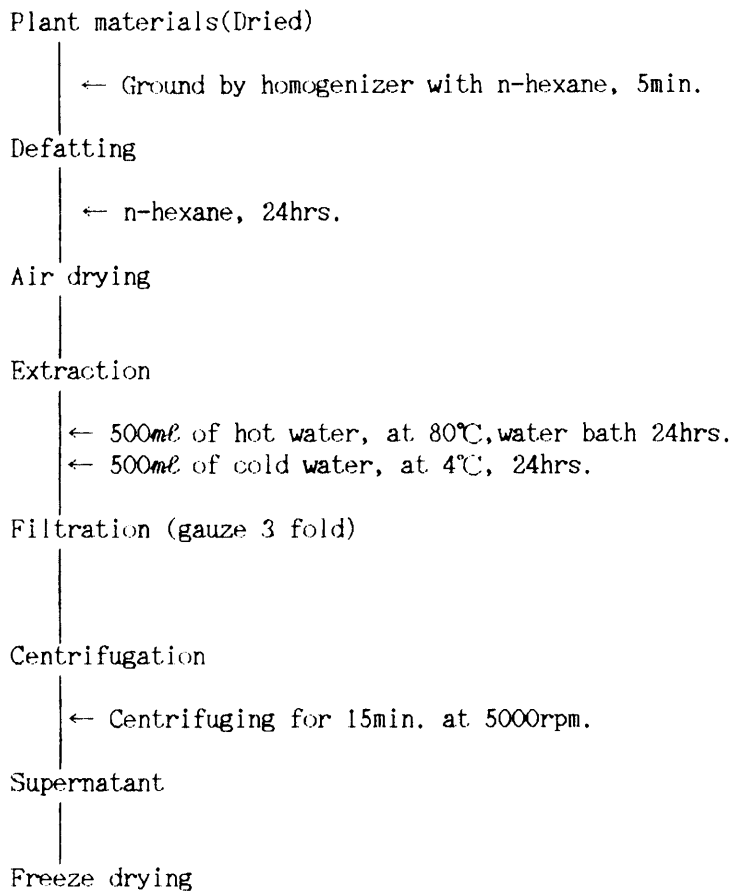 Plant materials(Dried)
← Ground by homogenizer with n-hexane, 5min.
Defatting
← n-hexane, 24hrs.
Air drying
Extraction
← 500㎖ of hot water, at 80℃,water bath 24hrs.
← 500㎖ of cold water, at 4℃, 24hrs.
Filtration (gauze 3 fold)
Centrifugation
← Centrifuging for 15min. at 5000rpm.
Supernatant
Freeze drying